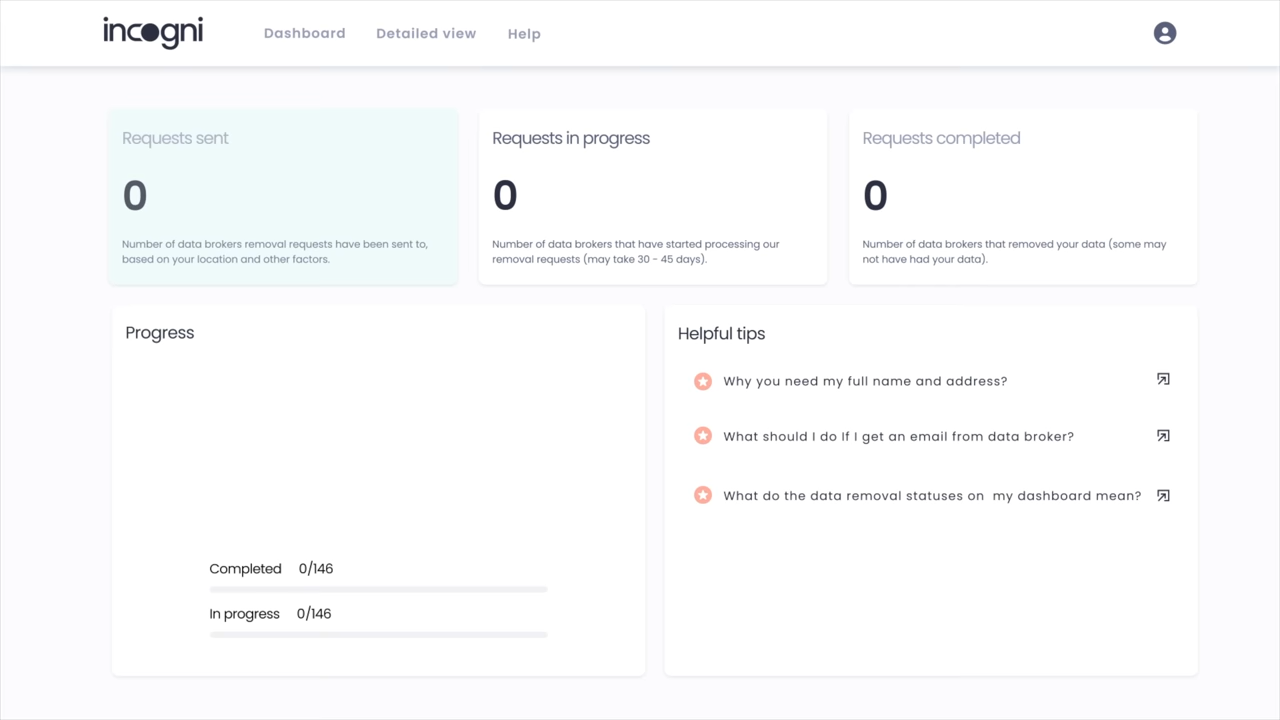 incogni
Dashboard
Detailed view
Help
Requests sent
0
Number of data brokers removal requests have been sent to,
based on your location and other factors.
Requests in progress
0
Number of data brokers that have started processing our
removal requests (may take 30 - 45 days).
Requests completed
0
Number of data brokers that removed your data (some may
not have had your data).
Progress
Completed 0/146
In progress 0/146
Helpful tips
Why you need my full name and address?
What should I do If I get an email from data broker?
What do the data removal statuses on my dashboard mean?